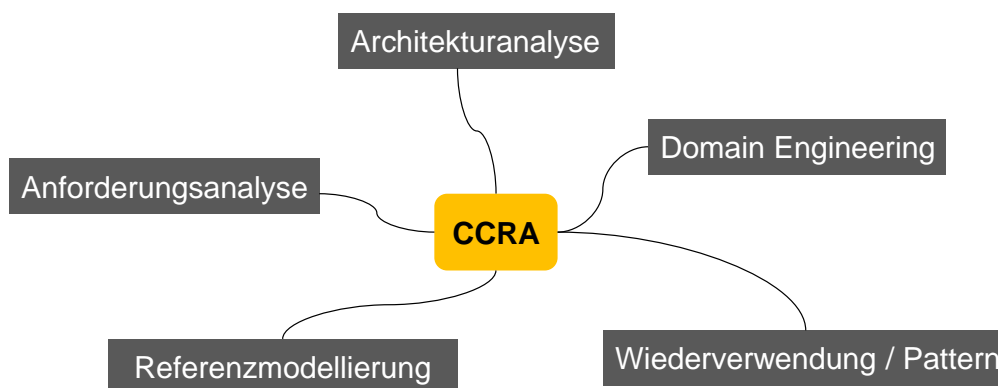 Architekturanalyse
Domain Engineering
Anforderungsanalyse
CCRA
Referenzmodellierung
Wiederverwendung / Pattern